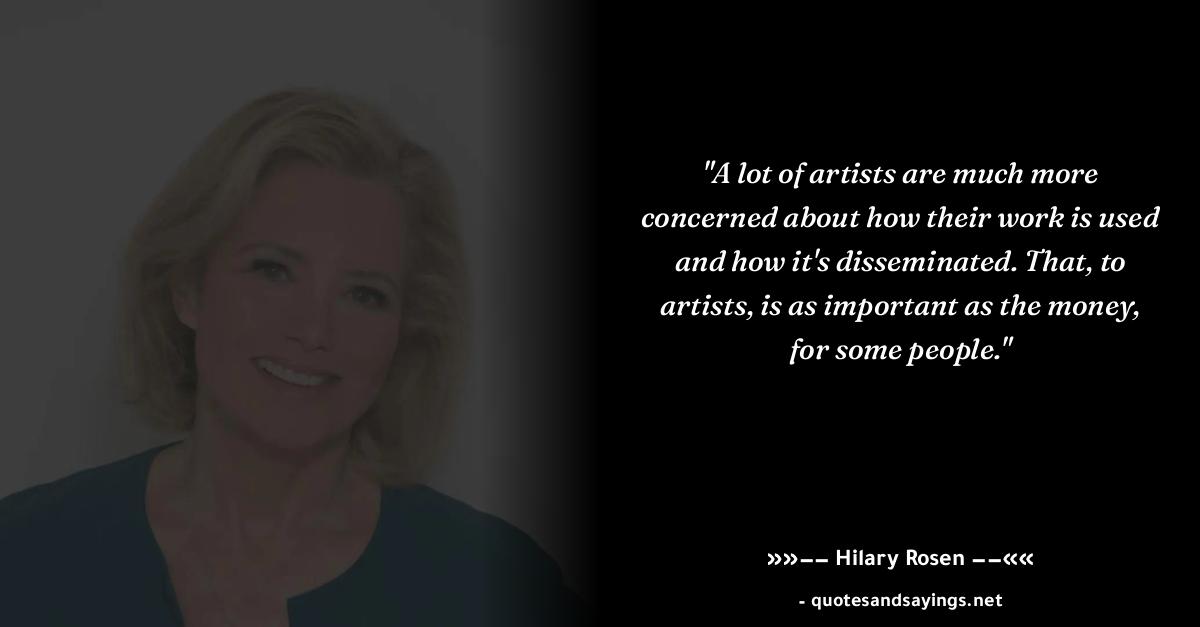 "A lot of artists are much more
concerned about how their work is used
and how it's disseminated. That, to
artists, is as important as the money,
for some people."
»»–– Hilary Rosen ––««
- quotesandsayings.net